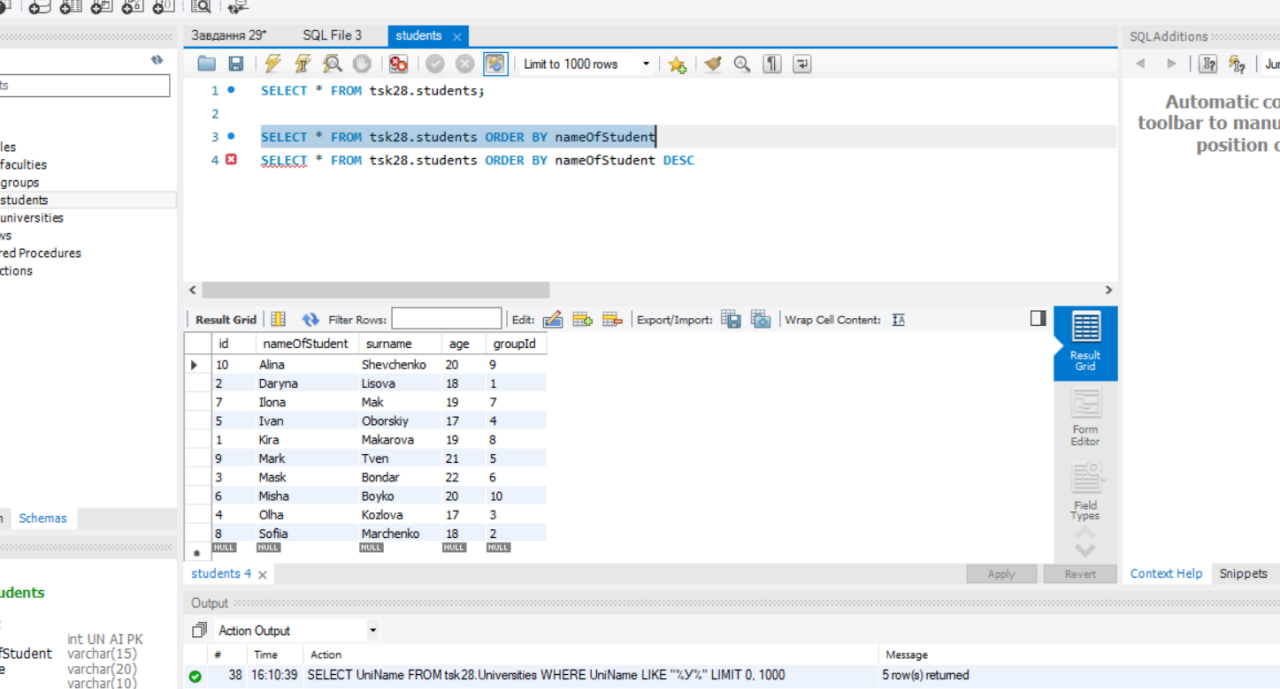 Завдання 29*
SQL File 3
students
SQLAdditions
Limit to 1000 rows
1 SELECT * FROM tsk28.students;
2
3 SELECT * FROM tsk28.students ORDER BY nameOfStudent
4 SELECT * FROM tsk28.students ORDER BY nameOfStudent DESC
Automatic co
toolbar to manu
position c
ts
les
faculties
groups
students
universities
ws
red Procedures
ctions
Schemas
Result Grid Filter Rows: Edit: Export/Import: Wrap Cell Content:
id nameOfStudent surname age groupId
10 Alina Shevchenko 20 9
2 Daryna Lisova 18 1
7 Ilona Mak 19 7
5 Ivan Oborskiy 17 4
1 Kira Makarova 19 8
9 Mark Tven 21 5
3 Mask Bondar 22 6
6 Misha Boyko 20 10
4 Olha Kozlova 17 3
8 Sofiia Marchenko 18 2
NULL NULL NULL NULL NULL
Result
Grid
Form
Editor
Field
Types
students 4
Apply
Revert
Context Help
Snippets
udents
int UN AI PK
fStudent varchar(15)
e varchar(20)
varchar(10)
Output
Action Output
# Time Action Message
38 16:10:39 SELECT UniName FROM tsk28.Universities WHERE UniName LIKE "%У%" LIMIT 0, 1000 5 row(s) returned